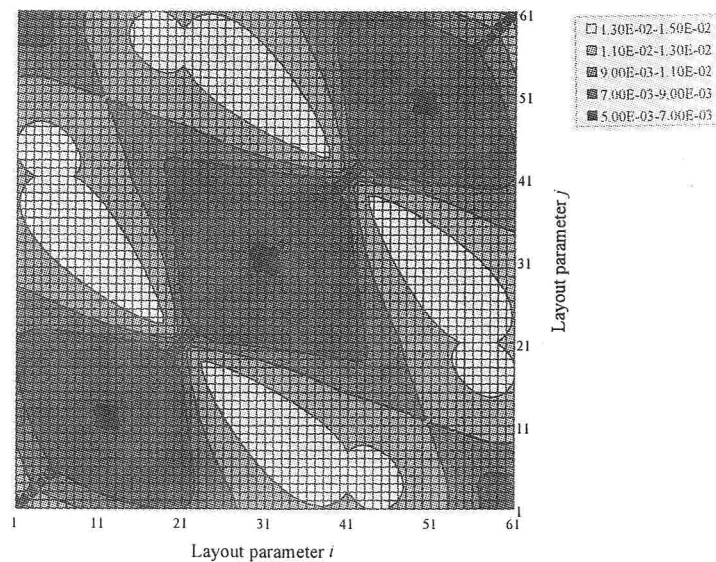 61
51
41
31
21
11
1
1 11 21 31 41 51 61
Layout parameter i
Layout parameter j
1.30E-02-1.50E-02
1.10E-02-1.30E-02
9.00E-03-1.10E-02
7.00E-03-9.00E-03
5.00E-03-7.00E-03